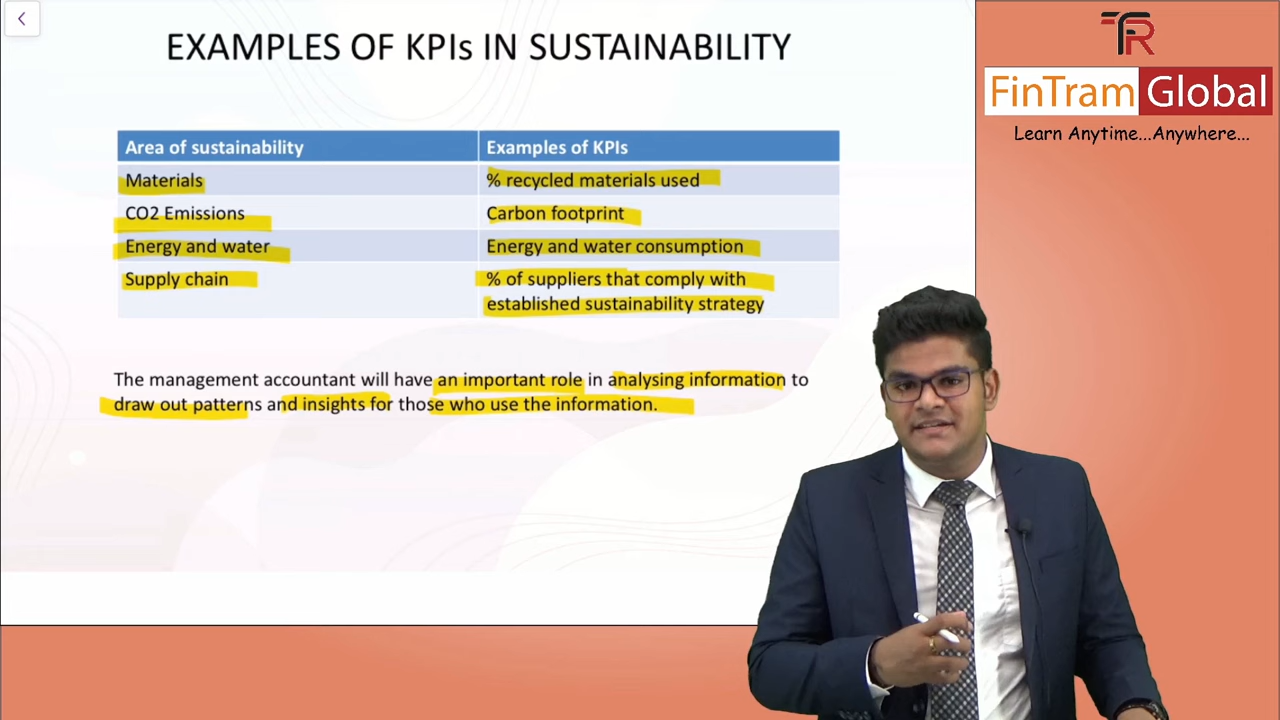 EXAMPLES OF KPIs IN SUSTAINABILITY
Area of sustainability
Examples of KPIs
Materials
% recycled materials used
CO2 Emissions
Carbon footprint
Energy and water
Energy and water consumption
Supply chain
% of suppliers that comply with
established sustainability strategy
The management accountant will have an important role in analysing information to
draw out patterns and insights for those who use the information.
TFR
FinTram Global
Learn Anytime...Anywhere...